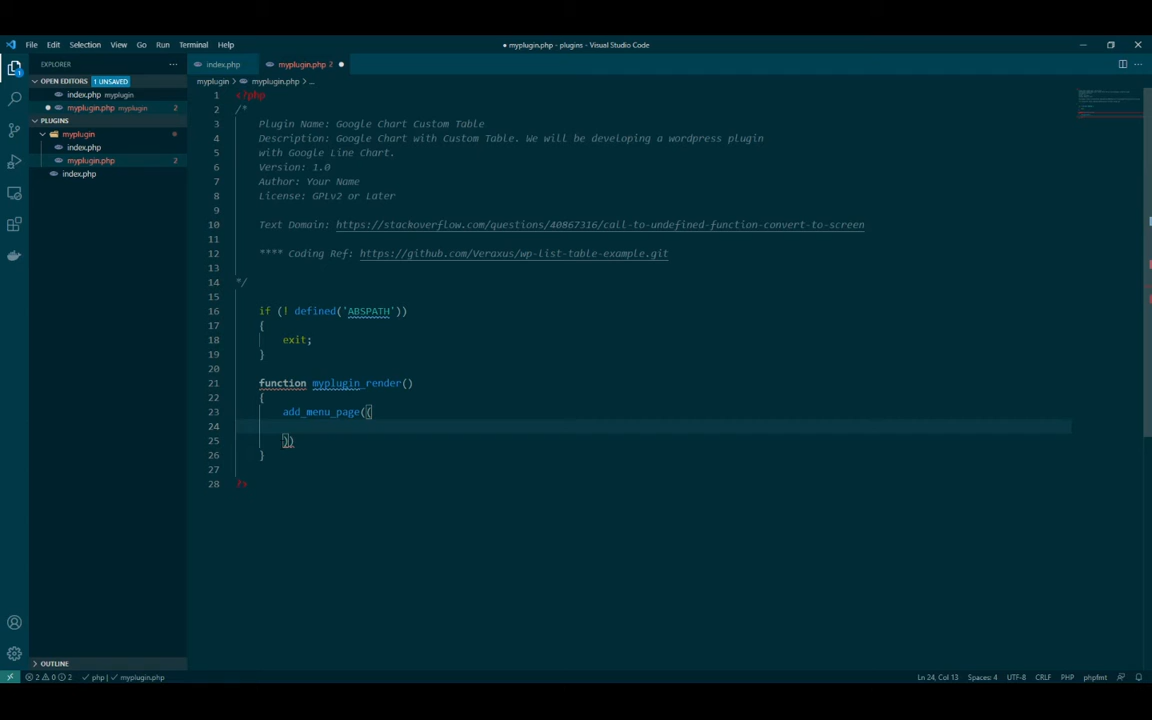 File Edit Selection View Go Run Terminal Help
● myplugin.php - plugins - Visual Studio Code
EXPLORER
OPEN EDITORS 1 UNSAVED
index.php myplugin
● myplugin.php myplugin 2
PLUGINS
myplugin
index.php
myplugin.php 2
index.php
OUTLINE
index.php myplugin.php 2 ●
myplugin > myplugin.php > ...
1 <?php
2 /*
3 Plugin Name: Google Chart Custom Table
4 Description: Google Chart with Custom Table. We will be developing a wordpress plugin
5 with Google Line Chart.
6 Version: 1.0
7 Author: Your Name
8 License: GPLv2 or Later
9
10 Text Domain: https://stackoverflow.com/questions/40867316/call-to-undefined-function-convert-to-screen
11
12 **** Coding Ref: https://github.com/Veraxus/wp-list-table-example.git
13
14 */
15
16 if (! defined('ABSPATH'))
17 {
18 exit;
19 }
20
21 function myplugin_render()
22 {
23 add_menu_page((
24
25 ))
26 }
27
28 ?>
2 0 2 php | myplugin.php Ln 24, Col 13 Spaces: 4 UTF-8 CRLF PHP phpfmt